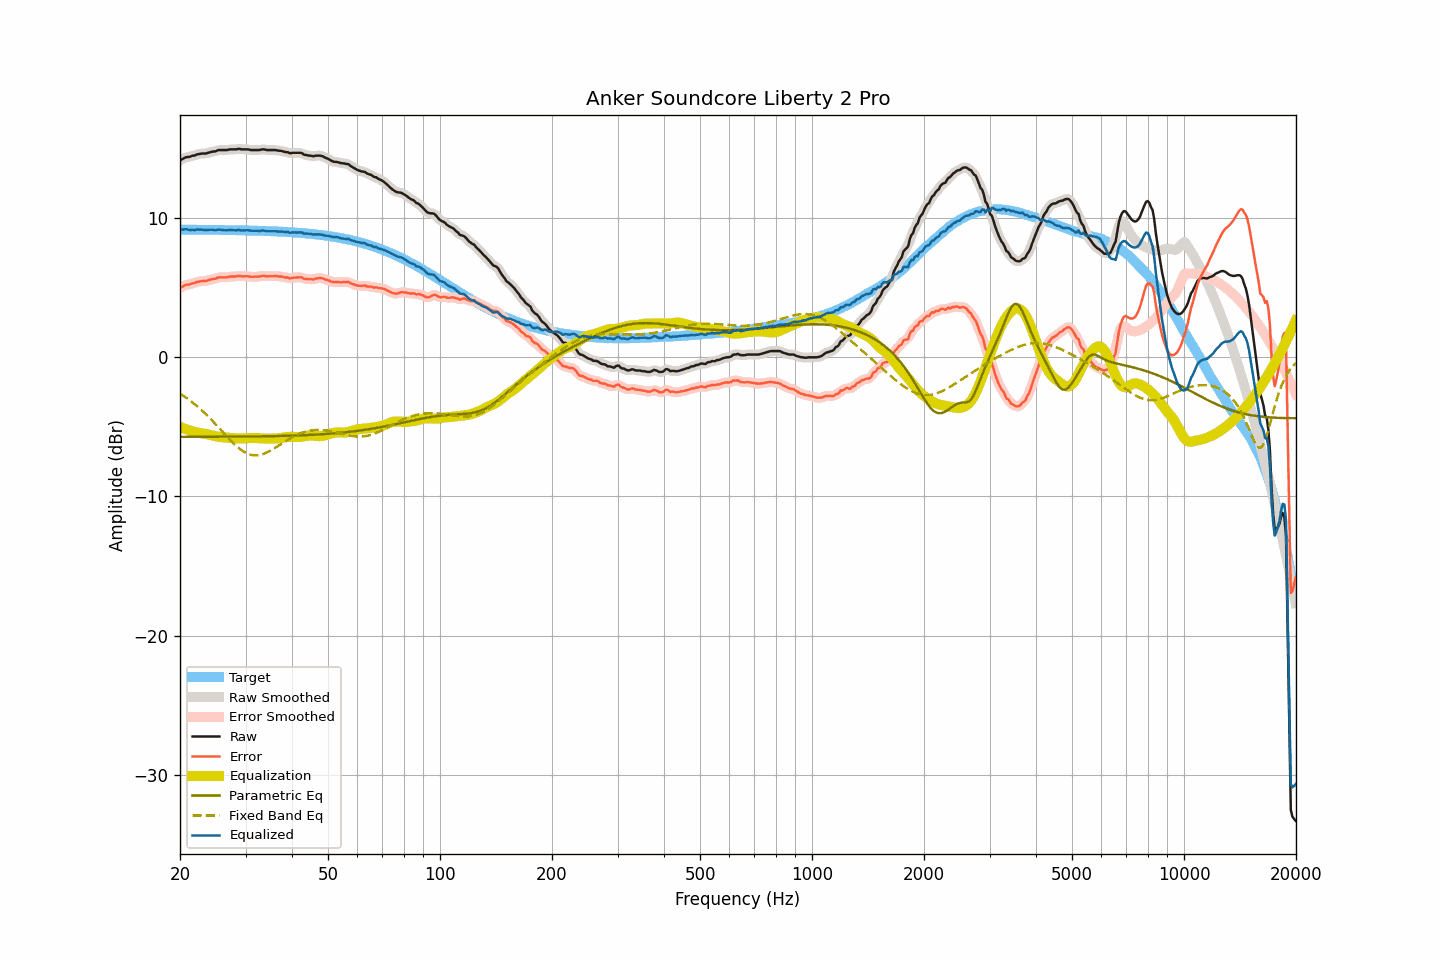 Anker Soundcore Liberty 2 Pro
Amplitude (dBr)
10
0
−10
−20
−30
Target
Raw Smoothed
Error Smoothed
Raw
Error
Equalization
Parametric Eq
Fixed Band Eq
Equalized
20 50 100 200 500 1000 2000 5000 10000 20000
Frequency (Hz)